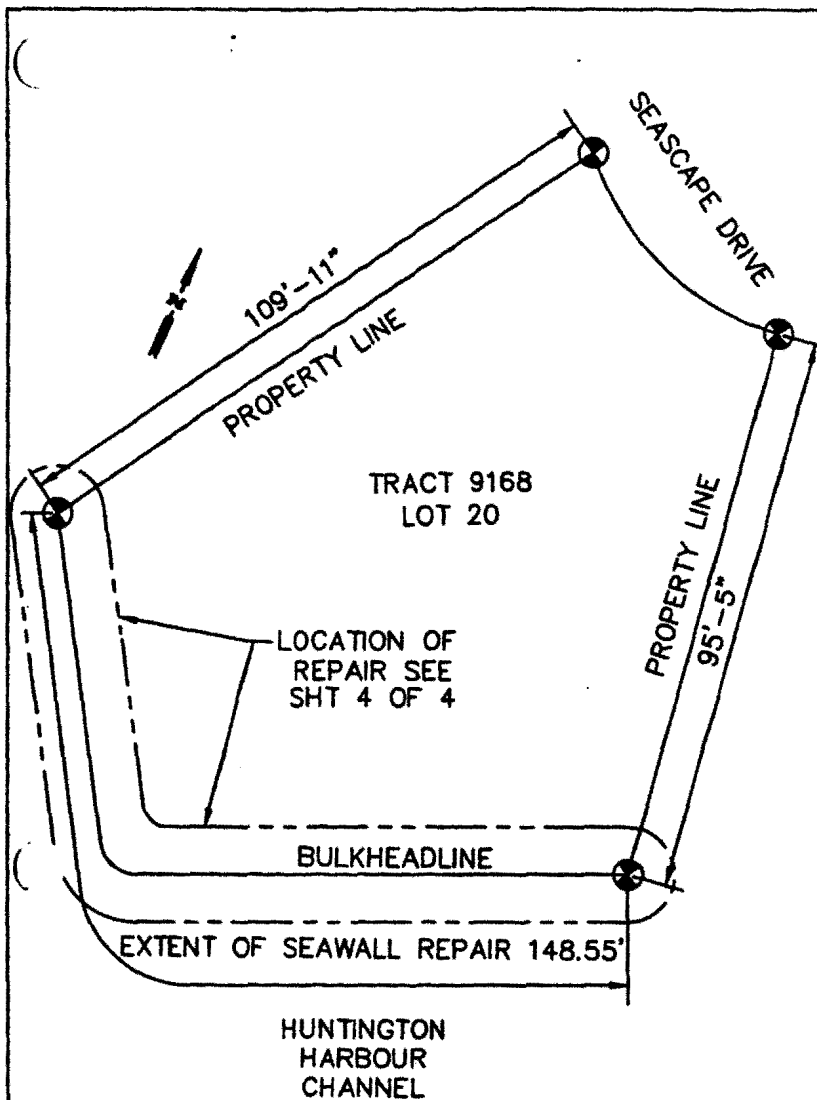 SEASCAPE DRIVE
109'-11"
PROPERTY LINE
N
TRACT 9168
LOT 20
PROPERTY LINE
95'-5"
LOCATION OF
REPAIR SEE
SHT 4 OF 4
BULKHEADLINE
EXTENT OF SEAWALL REPAIR 148.55'
HUNTINGTON
HARBOUR
CHANNEL